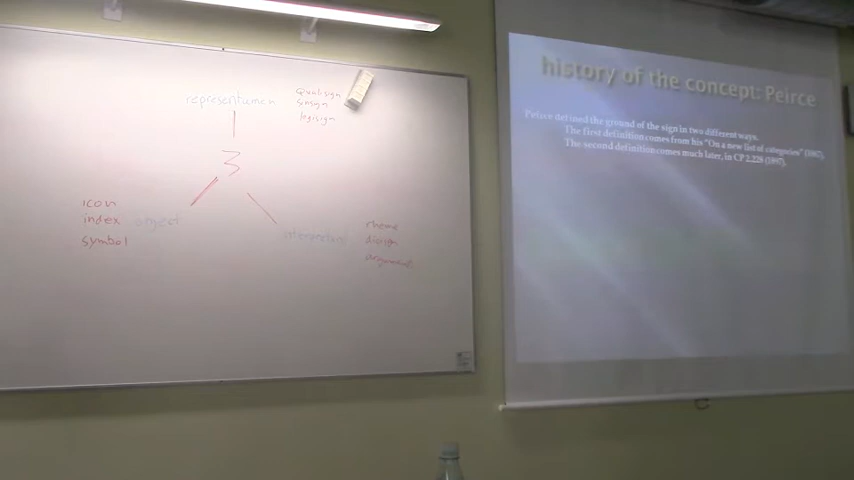 representamen
Qualisign
Sinsign
legisign
3
icon
index object
symbol
interpretant
rheme
dicisign
argument
history of the concept: Peirce
Peirce defined the ground of the sign in two different ways.
The first definition comes from his "On a new list of categories" (1867).
The second definition comes much later, in CP 2.228 (1897).